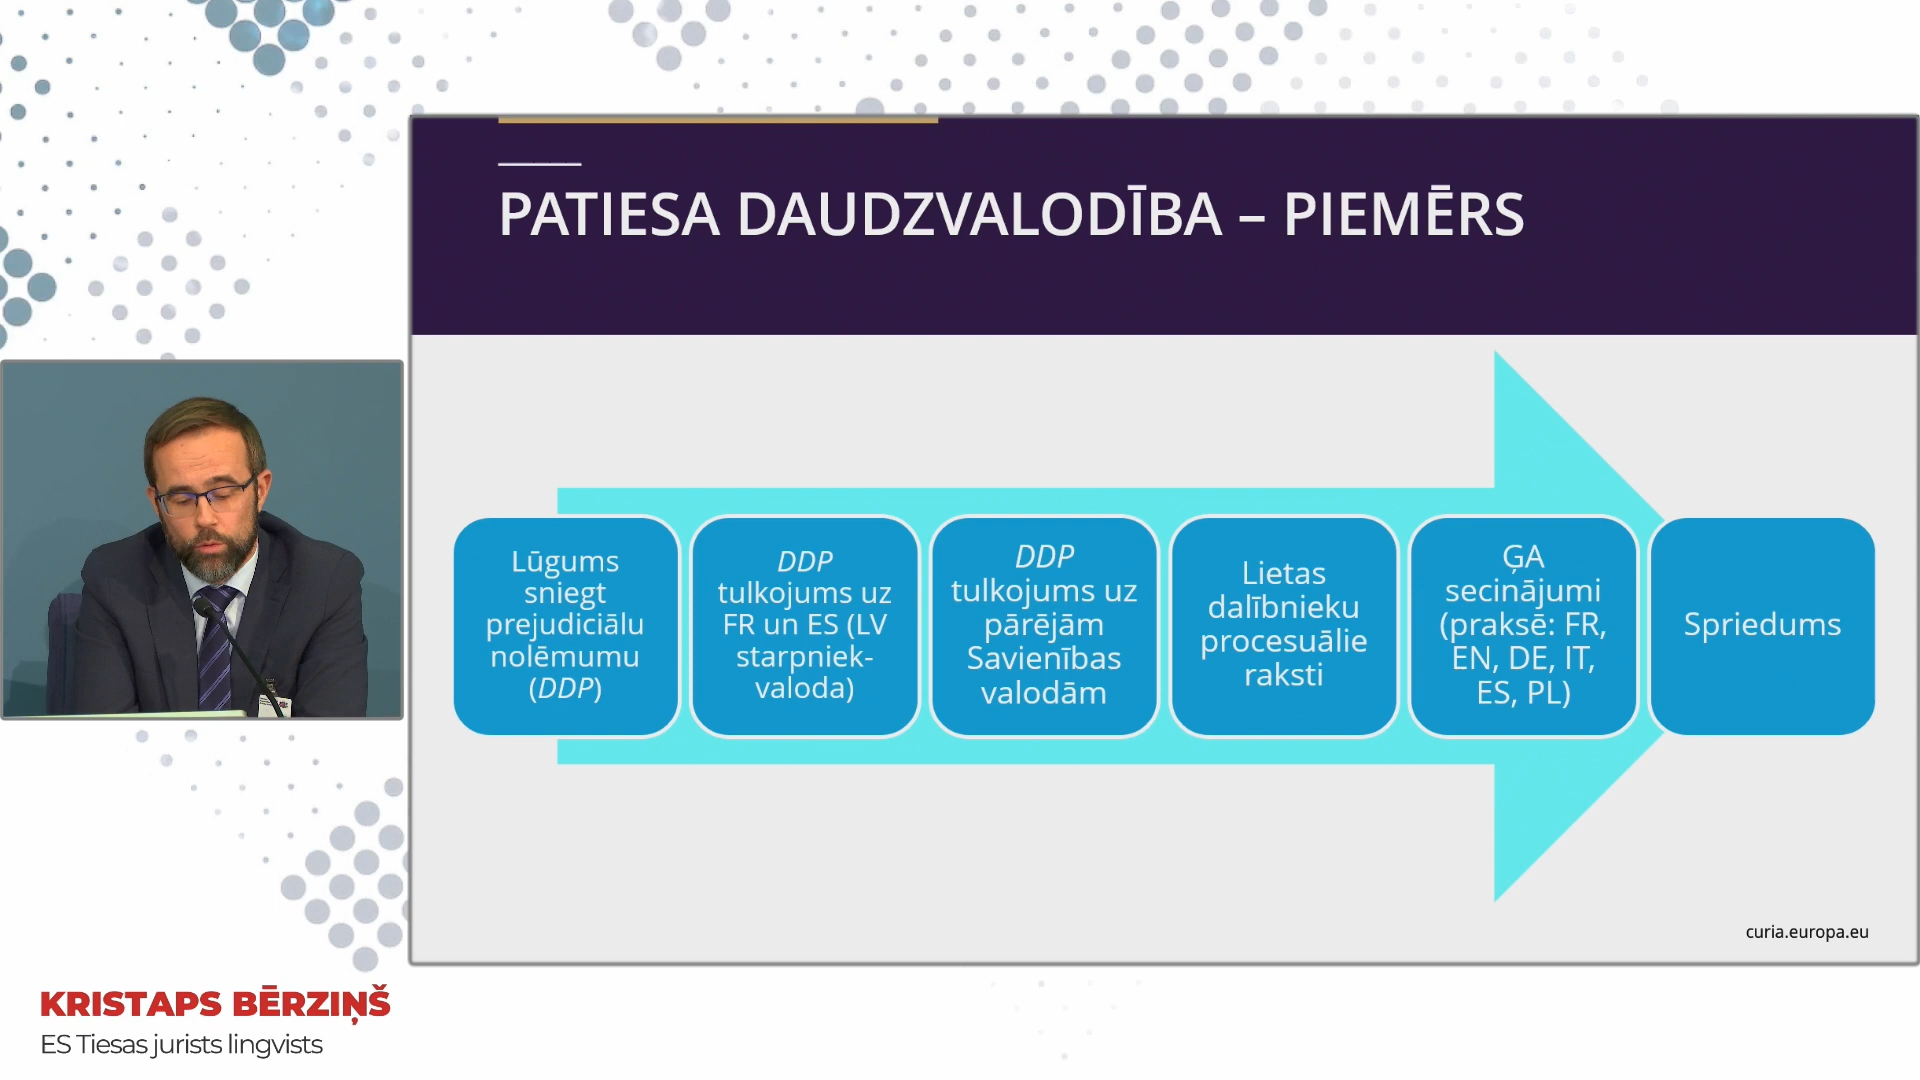 PATIESA DAUDZVALODĪBA – PIEMĒRS
Lūgums
sniegt
prejudiciālu
nolēmumu
(DDP)
DDP
tulkojums uz
FR un ES (LV
starpniek-
valoda)
DDP
tulkojums uz
pārējām
Savienības
valodām
Lietas
dalībnieku
procesuālie
raksti
ĢA
secinājumi
(praksē: FR,
EN, DE, IT,
ES, PL)
Spriedums
curia.europa.eu
KRISTAPS BĒRZIŅŠ
ES Tiesas jurists lingvists